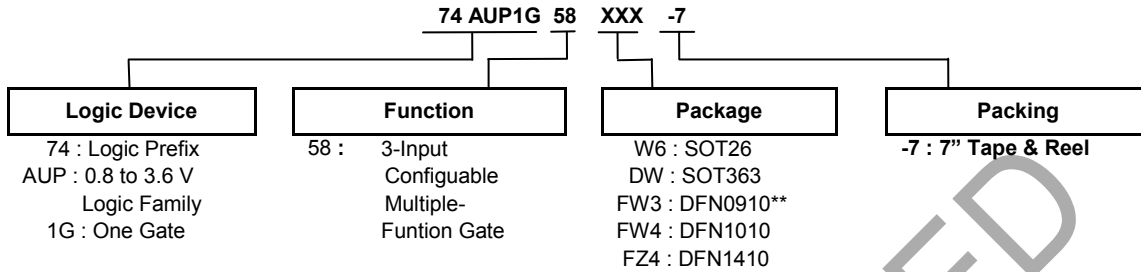 74 AUP1G 58 XXX -7
Logic Device
74 : Logic Prefix
AUP : 0.8 to 3.6 V
Logic Family
1G : One Gate
Function
58 : 3-Input
Configuable
Multiple-
Funtion Gate
Package
W6 : SOT26
DW : SOT363
FW3 : DFN0910**
FW4 : DFN1010
FZ4 : DFN1410
Packing
-7 : 7” Tape & Reel
ED